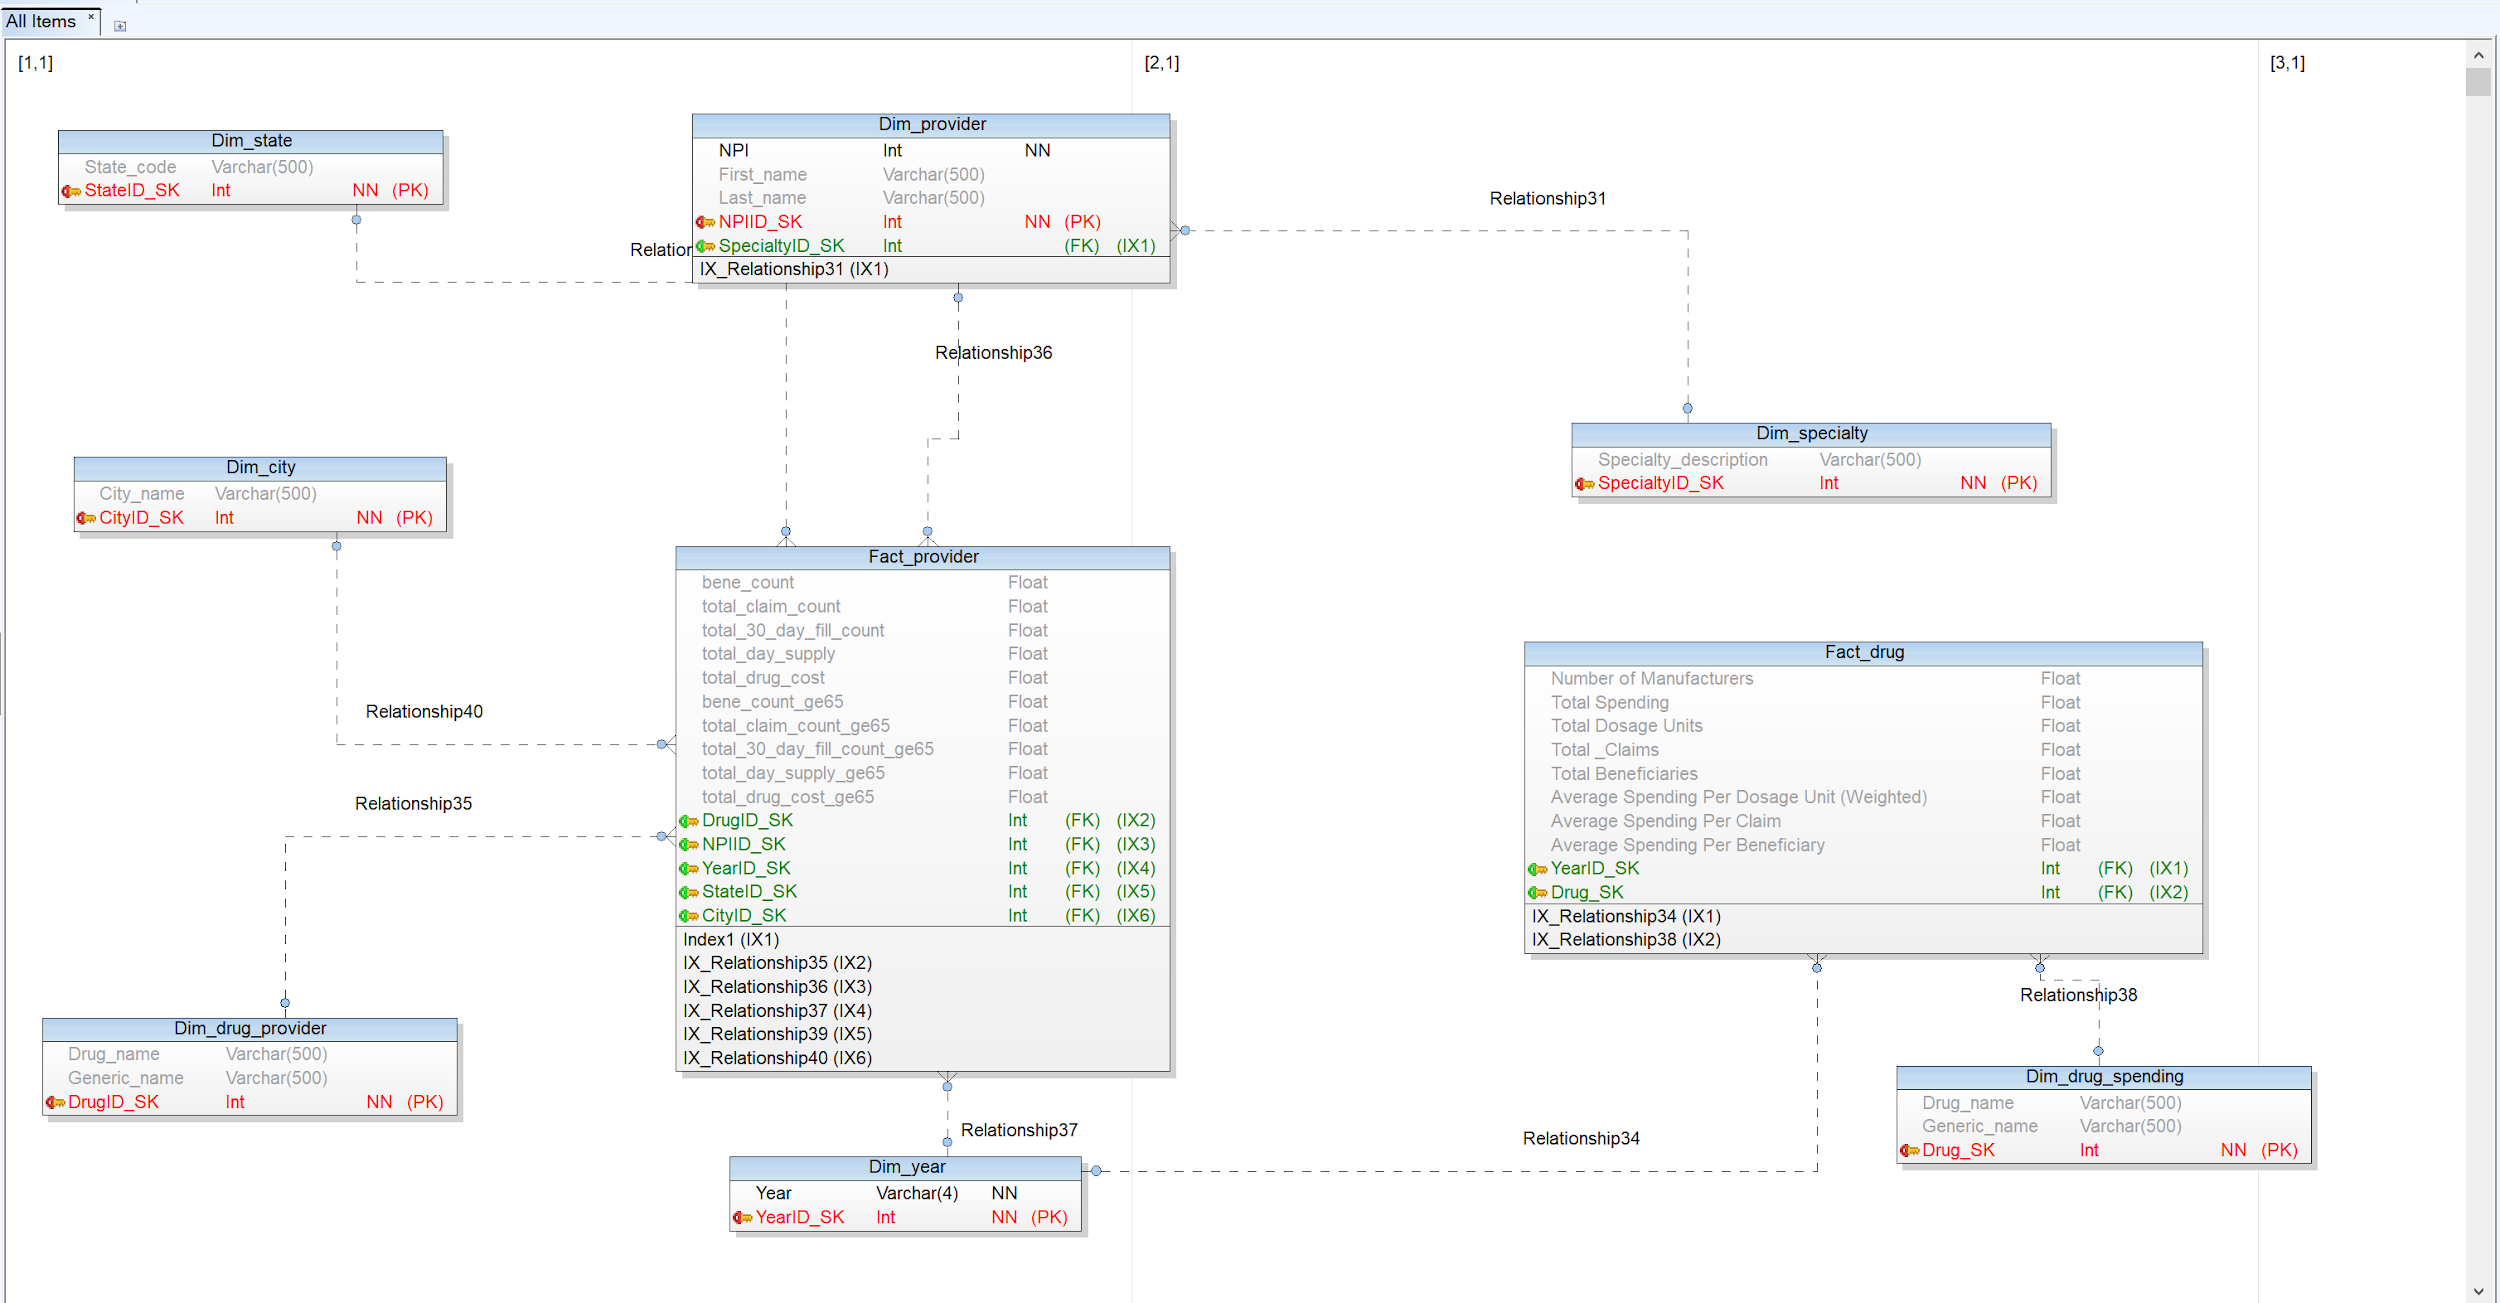 All Items ×
[1,1]
[2,1]
[3,1]
Dim_state
State_code Varchar(500)
StateID_SK Int NN (PK)
Dim_provider
NPI Int NN
First_name Varchar(500)
Last_name Varchar(500)
NPIID_SK Int NN (PK)
SpecialtyID_SK Int (FK) (IX1)
IX_Relationship31 (IX1)
Relation
Relationship31
Relationship36
Dim_specialty
Specialty_description Varchar(500)
SpecialtyID_SK Int NN (PK)
Dim_city
City_name Varchar(500)
CityID_SK Int NN (PK)
Relationship40
Relationship35
Fact_provider
bene_count Float
total_claim_count Float
total_30_day_fill_count Float
total_day_supply Float
total_drug_cost Float
bene_count_ge65 Float
total_claim_count_ge65 Float
total_30_day_fill_count_ge65 Float
total_day_supply_ge65 Float
total_drug_cost_ge65 Float
DrugID_SK Int (FK) (IX2)
NPIID_SK Int (FK) (IX3)
YearID_SK Int (FK) (IX4)
StateID_SK Int (FK) (IX5)
CityID_SK Int (FK) (IX6)
Index1 (IX1)
IX_Relationship35 (IX2)
IX_Relationship36 (IX3)
IX_Relationship37 (IX4)
IX_Relationship39 (IX5)
IX_Relationship40 (IX6)
Fact_drug
Number of Manufacturers Float
Total Spending Float
Total Dosage Units Float
Total _Claims Float
Total Beneficiaries Float
Average Spending Per Dosage Unit (Weighted) Float
Average Spending Per Claim Float
Average Spending Per Beneficiary Float
YearID_SK Int (FK) (IX1)
Drug_SK Int (FK) (IX2)
IX_Relationship34 (IX1)
IX_Relationship38 (IX2)
Relationship38
Dim_drug_provider
Drug_name Varchar(500)
Generic_name Varchar(500)
DrugID_SK Int NN (PK)
Relationship37
Relationship34
Dim_drug_spending
Drug_name Varchar(500)
Generic_name Varchar(500)
Drug_SK Int NN (PK)
Dim_year
Year Varchar(4) NN
YearID_SK Int NN (PK)